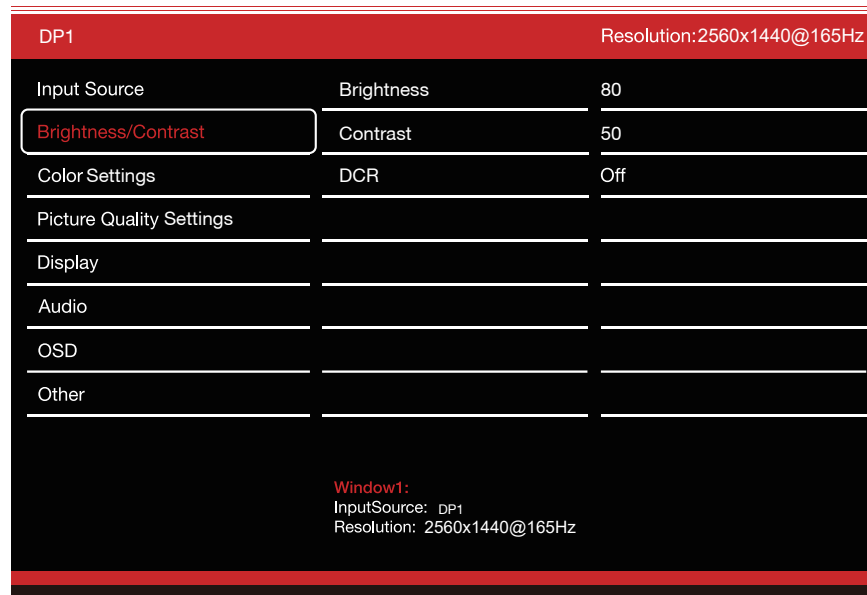 DP1 Resolution:2560x1440@165Hz
Input Source Brightness 80
Brightness/Contrast Contrast 50
Color Settings DCR Off
Picture Quality Settings
Display
Audio
OSD
Other
Window1:
InputSource: DP1
Resolution: 2560x1440@165Hz